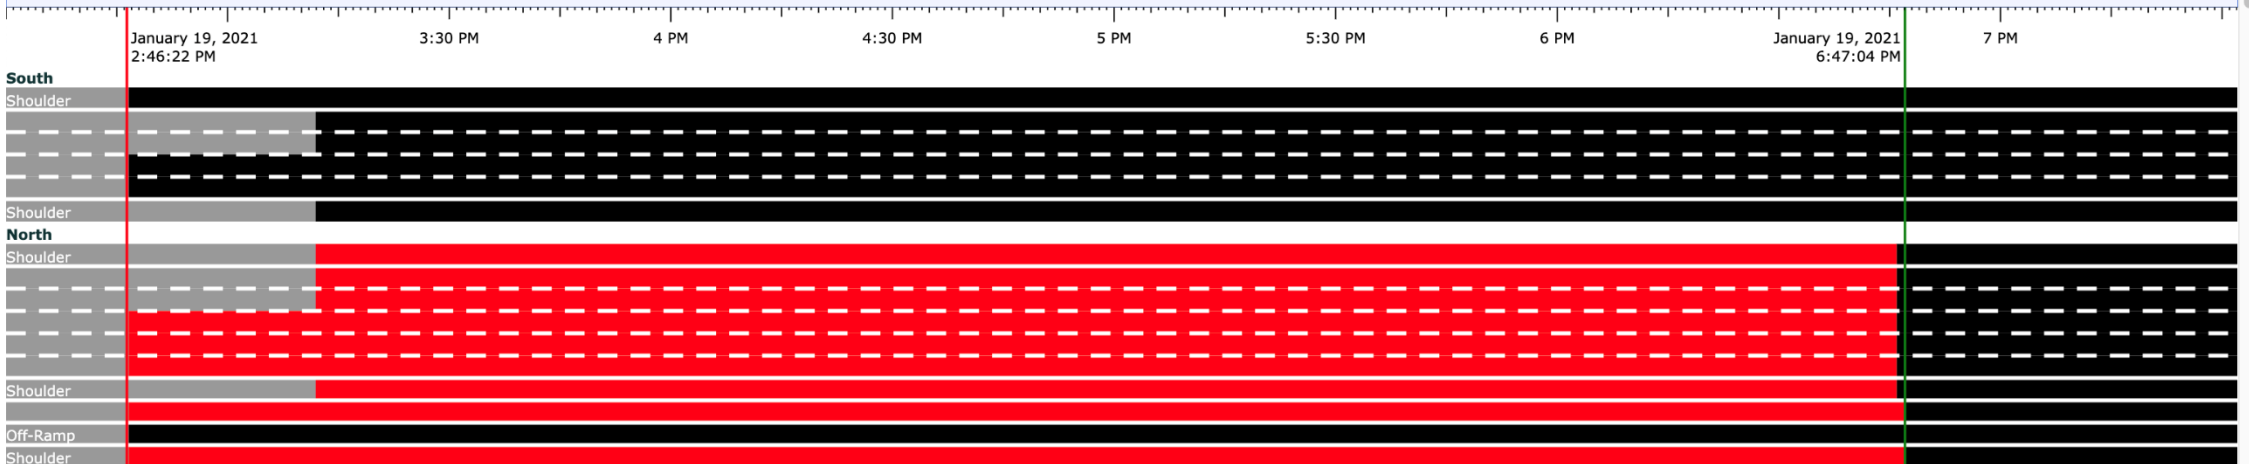 January 19, 2021
2:46:22 PM
3:30 PM
4 PM
4:30 PM
5 PM
5:30 PM
6 PM
January 19, 2021
6:47:04 PM
7 PM
South
Shoulder
Shoulder
North
Shoulder
Shoulder
Off-Ramp
Shoulder